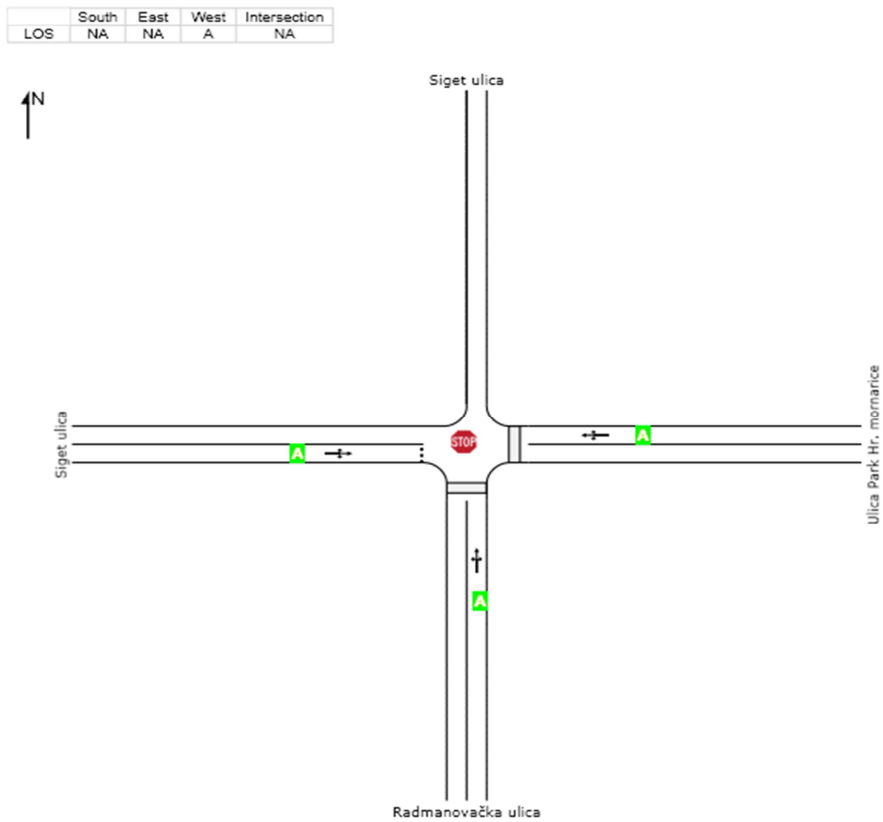 South East West Intersection
LOS NA NA A NA
Siget ulica
N
Siget ulica
Ulica Park Hr. mornarice
STOP
A
A
A
Radmanovačka ulica